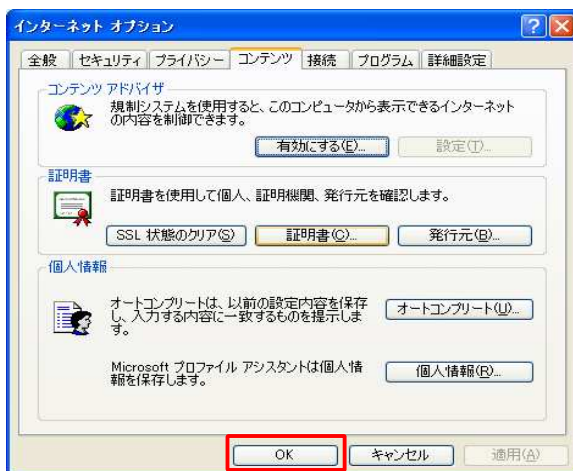 インターネット オプション
全般 セキュリティ プライバシー コンテンツ 接続 プログラム 詳細設定
コンテンツ アドバイザ
規制システムを使用すると、このコンピュータから表示できるインターネット
の内容を制御できます。
有効にする(E)... 設定(T)...
証明書
証明書を使用して個人、証明機関、発行元を確認します。
SSL 状態のクリア(S) 証明書(C)... 発行元(B)...
個人情報
オートコンプリートは、以前の設定内容を保存
し、入力する内容に一致するものを提示しま
す。
オートコンプリート(U)...
Microsoft プロファイル アシスタントは個人情
報を保存します。
個人情報(R)...
OK キャンセル 適用(A)